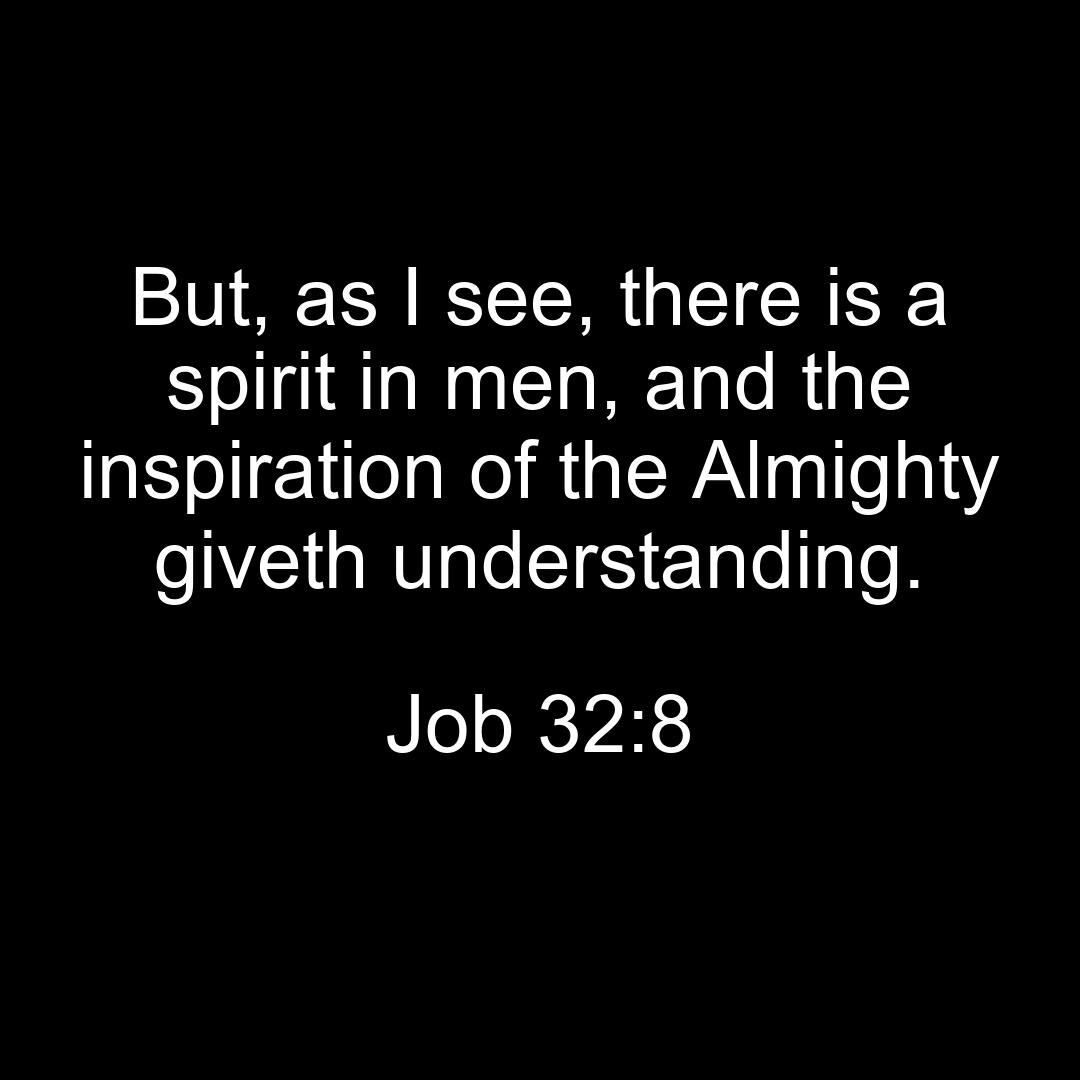 But, as I see, there is a
spirit in men, and the
inspiration of the Almighty
giveth understanding.
Job 32:8